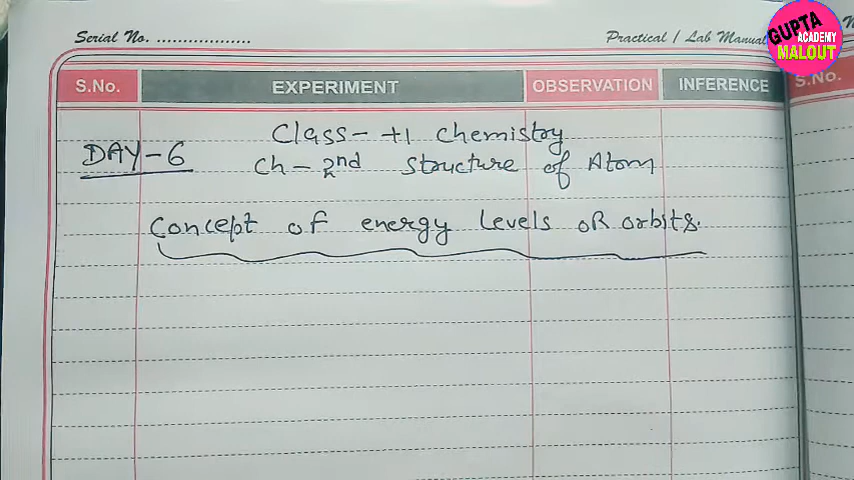 Serial No. ..................
Practical / Lab Manual
GUPTA
ACADEMY
MALOUT
S.No.
EXPERIMENT
OBSERVATION
INFERENCE
S.No.
Class- +1 Chemistry
DAY-6
Ch- 2nd Structure of Atom
Concept of energy levels OR orbits.